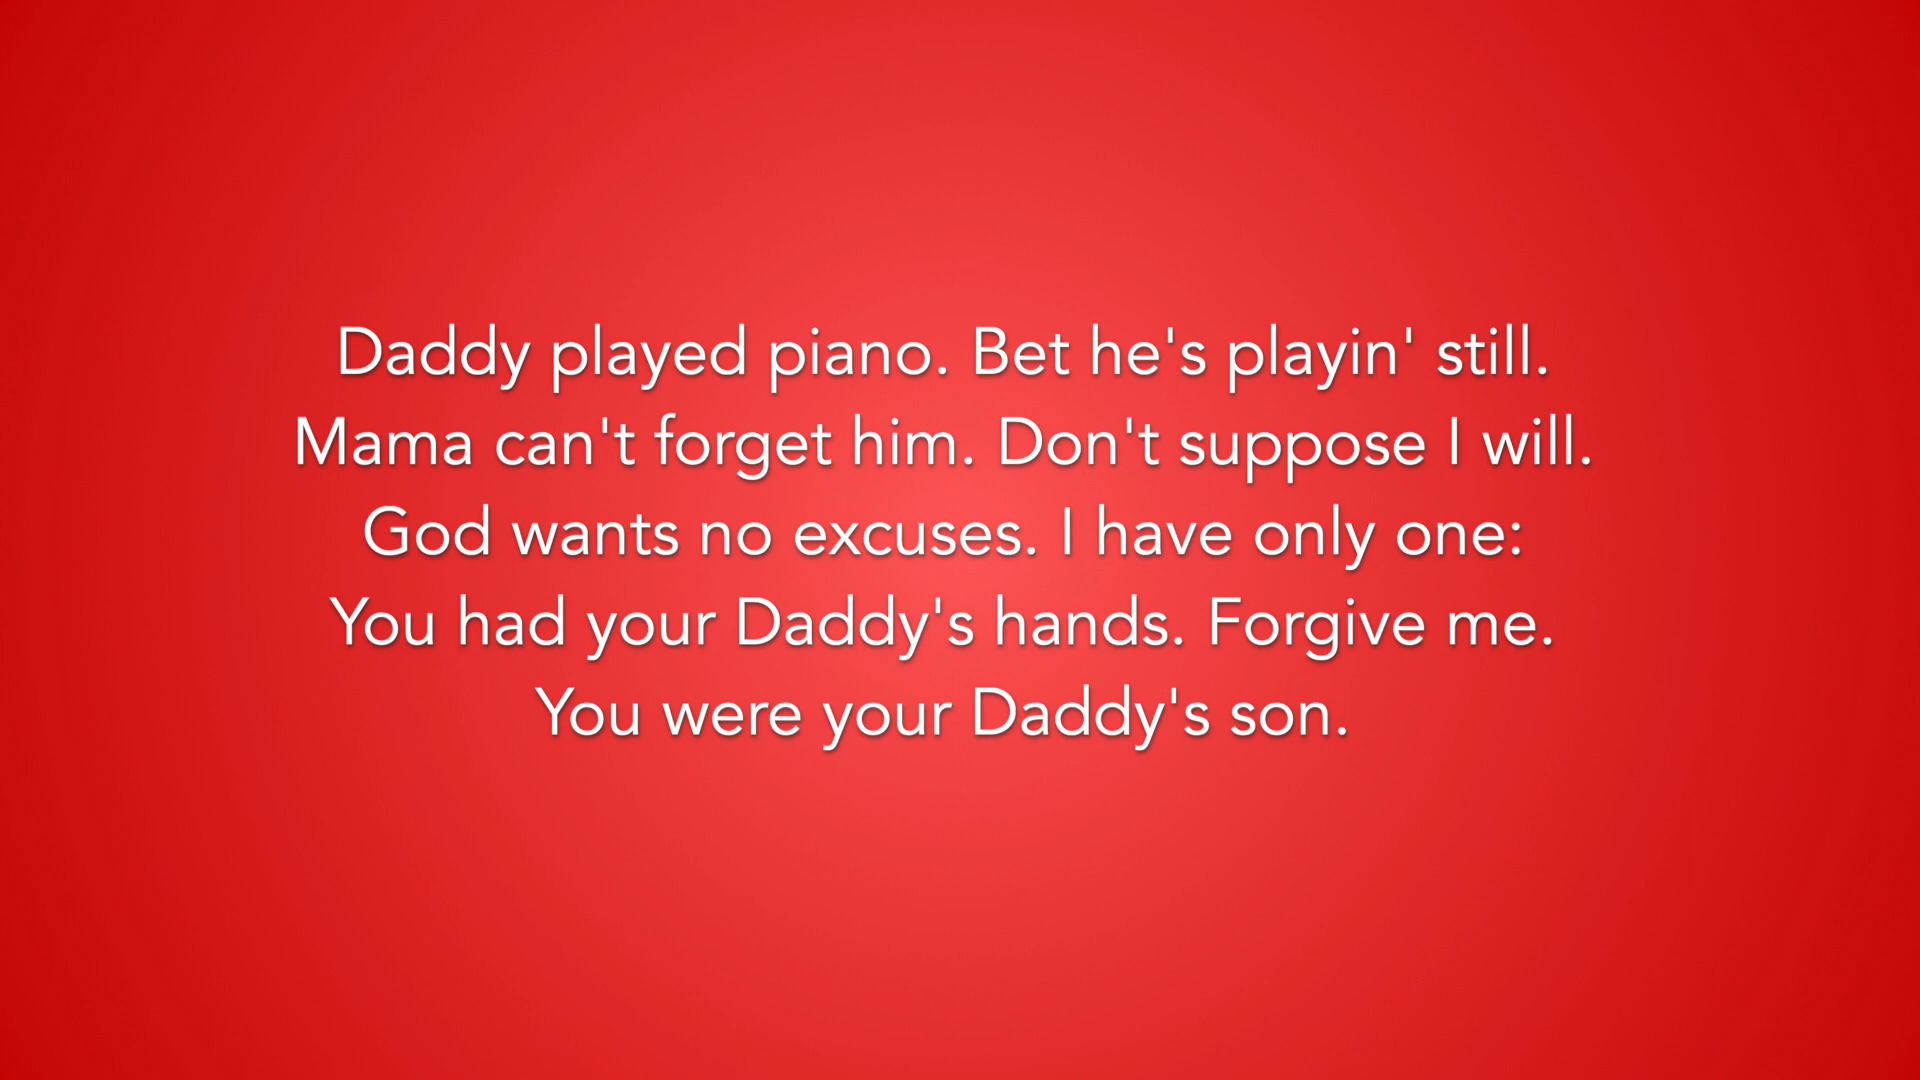 Daddy played piano. Bet he's playin' still.
Mama can't forget him. Don't suppose I will.
God wants no excuses. I have only one:
You had your Daddy's hands. Forgive me.
You were your Daddy's son.